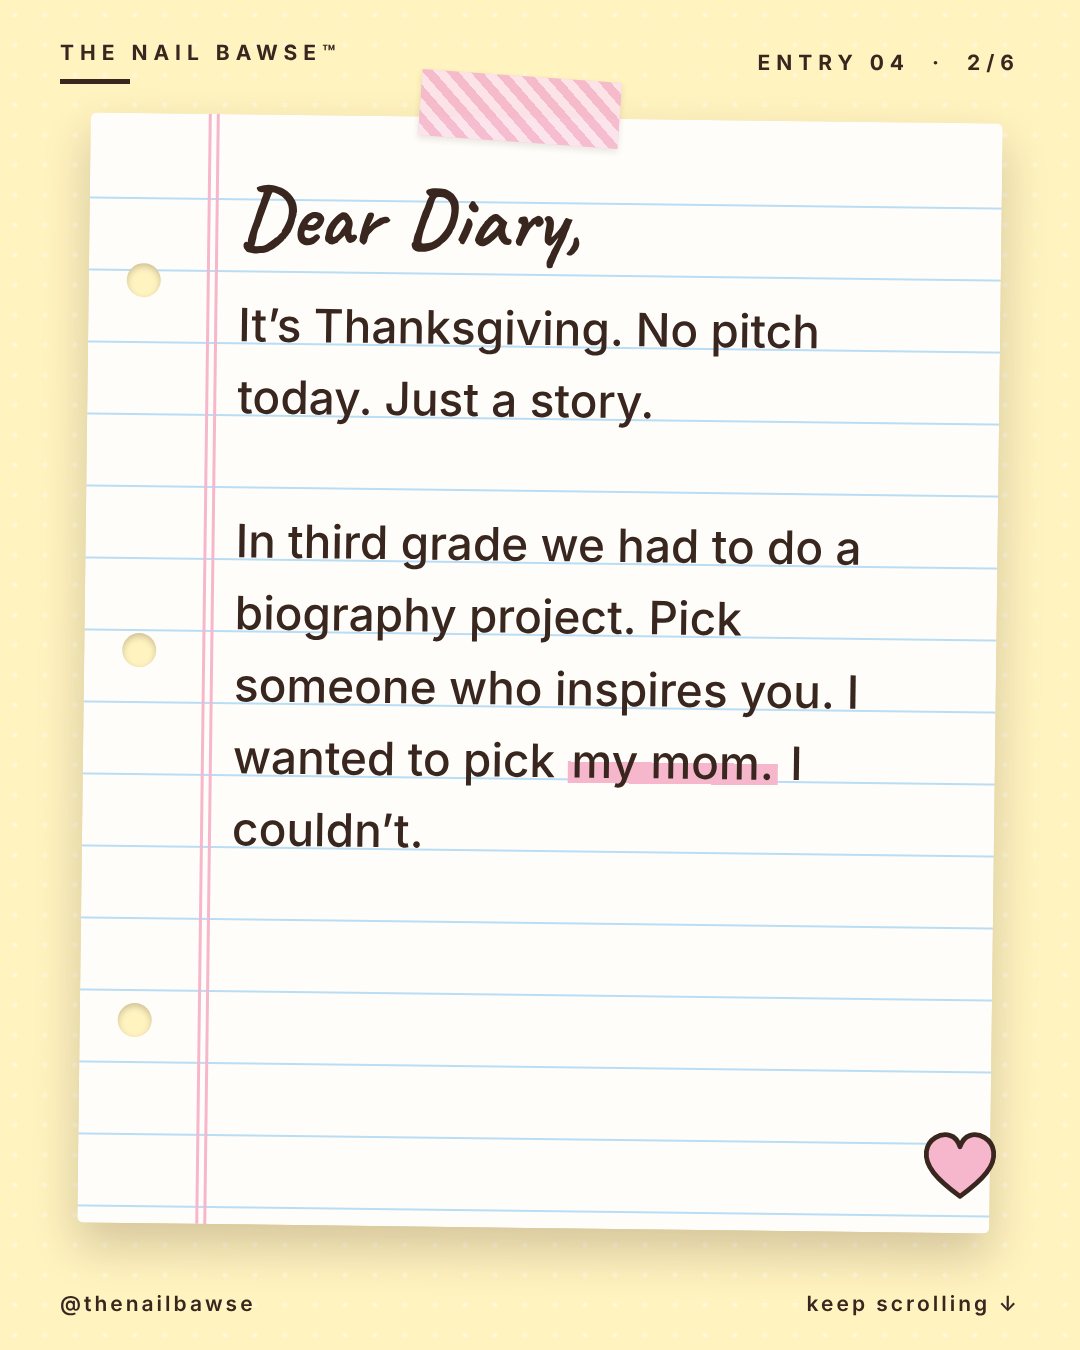 THE NAIL BAWSE™
ENTRY 04 · 2/6
Dear Diary,
It’s Thanksgiving. No pitch
today. Just a story.
In third grade we had to do a
biography project. Pick
someone who inspires you. I
wanted to pick my mom. I
couldn’t.
@thenailbawse
keep scrolling ↓